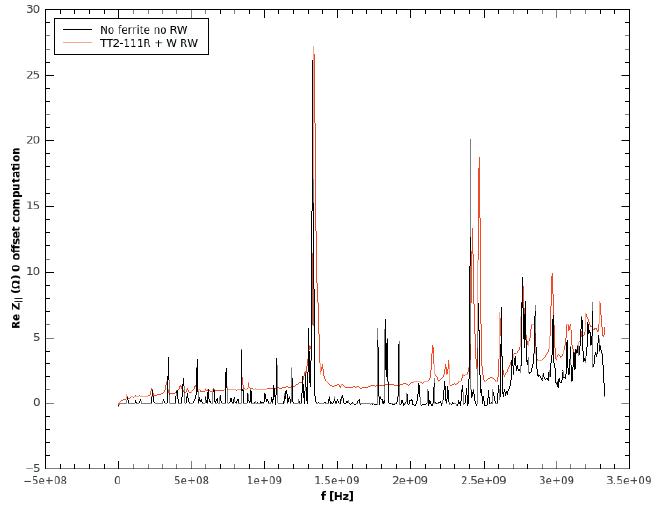 30
25
20
15
10
5
0
−5
No ferrite no RW
TT2-111R + W RW
Re Z|| (Ω) 0 offset computation
−5e+08 0 5e+08 1e+09 1.5e+09 2e+09 2.5e+09 3e+09 3.5e+09
f [Hz]